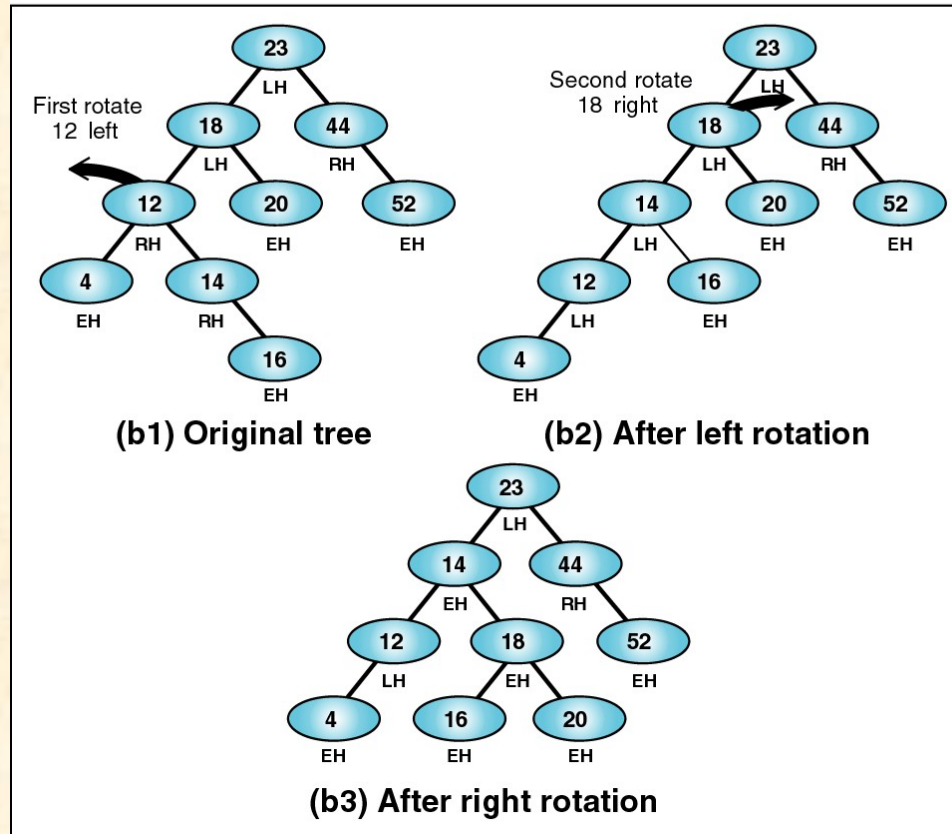 23
LH
First rotate
12 left
18
44
LH
RH
12
20
52
RH
EH
EH
4
14
EH
RH
16
EH
(b1) Original tree
23
LH
Second rotate
18 right
18
44
LH
RH
14
20
52
LH
EH
EH
12
16
LH
EH
4
EH
(b2) After left rotation
23
LH
14
44
EH
RH
12
18
52
LH
EH
EH
4
16
20
EH
EH
EH
(b3) After right rotation